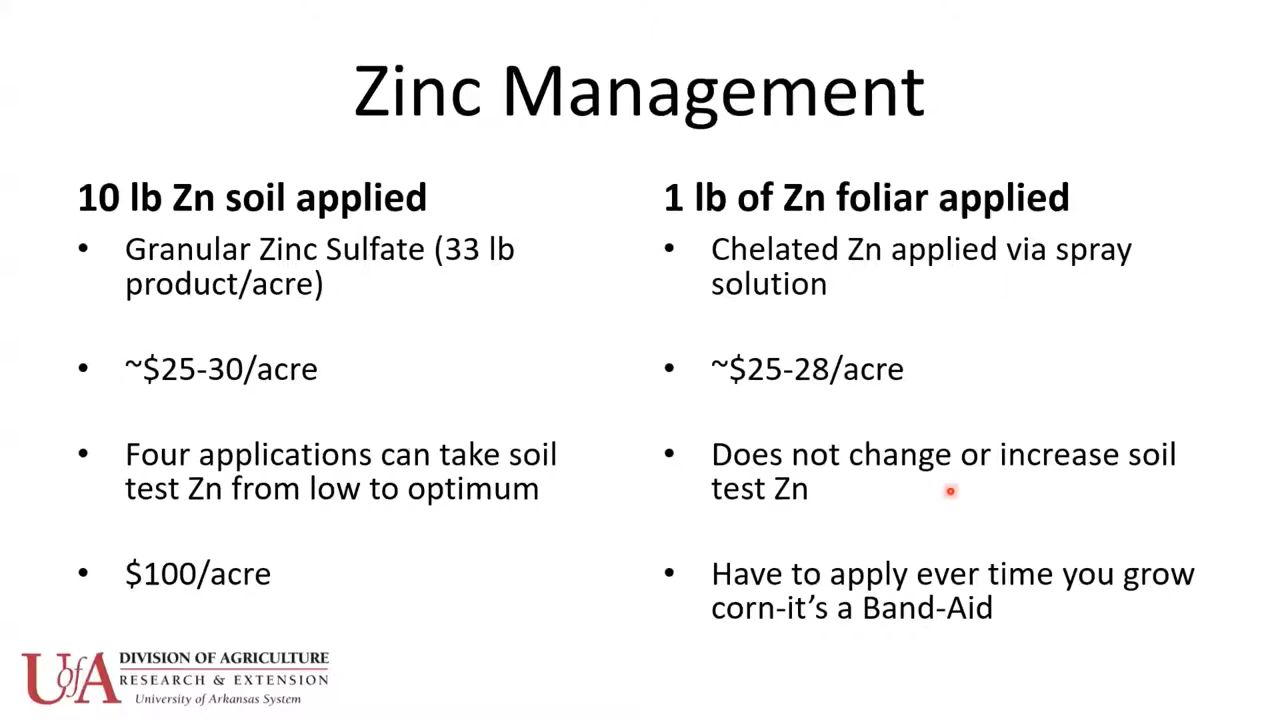 Zinc Management
10 lb Zn soil applied
• Granular Zinc Sulfate (33 lb
product/acre)
• ~$25-30/acre
• Four applications can take soil
test Zn from low to optimum
• $100/acre
1 lb of Zn foliar applied
• Chelated Zn applied via spray
solution
• ~$25-28/acre
• Does not change or increase soil
test Zn
• Have to apply ever time you grow
corn-it’s a Band-Aid
UofA
DIVISION OF AGRICULTURE
RESEARCH & EXTENSION
University of Arkansas System